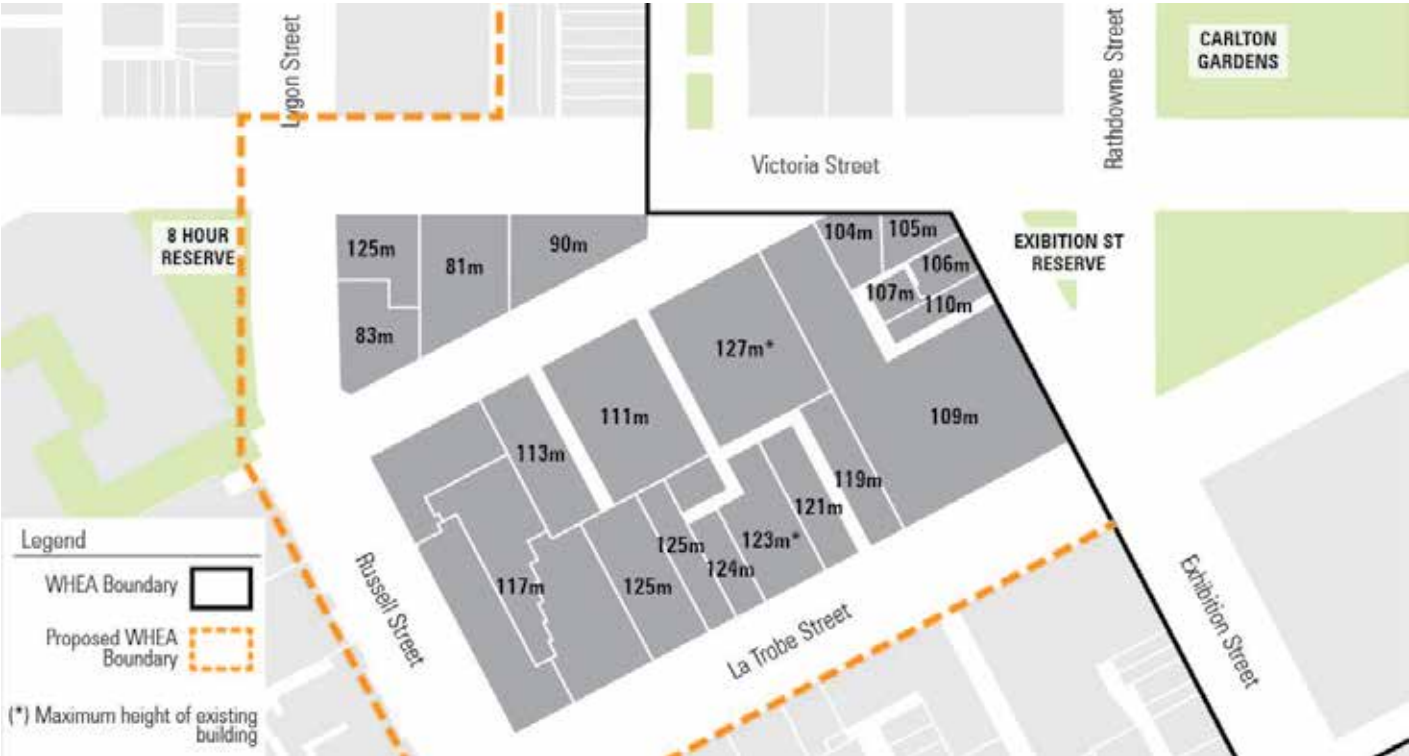 Lygon Street
Rathdowne Street
CARLTON
GARDENS
Victoria Street
8 HOUR
RESERVE
EXIBITION ST
RESERVE
125m
81m
90m
83m
104m
105m
106m
107m
110m
127m*
111m
109m
113m
119m
121m
125m
123m*
124m
117m
125m
Russell Street
La Trobe Street
Exhibition Street
Legend
WHEA Boundary
Proposed WHEA
Boundary
(*) Maximum height of existing
building